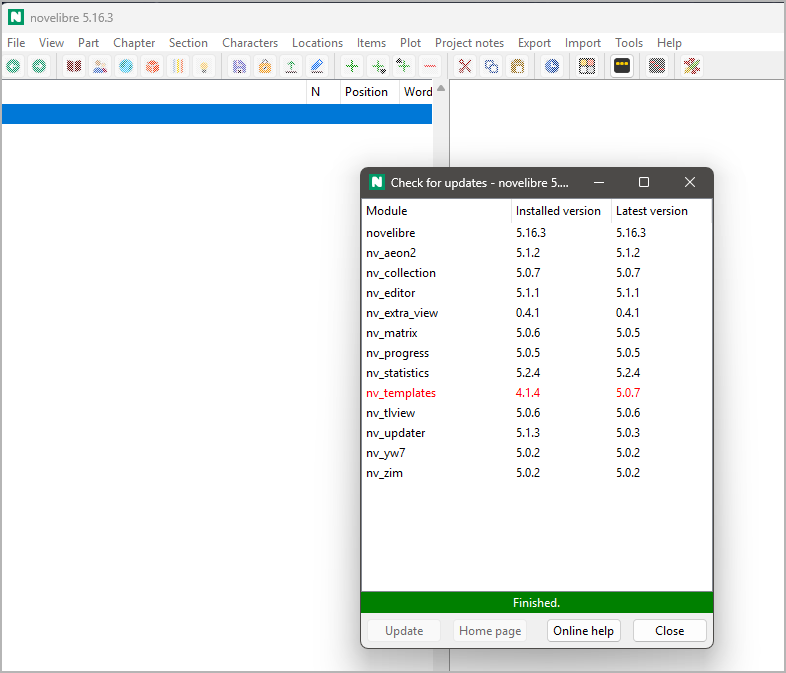 novelibre 5.16.3
File View Part Chapter Section Characters Locations Items Plot Project notes Export Import Tools Help
N Position Word
N Check for updates - novelibre 5....
Module Installed version Latest version
novelibre 5.16.3 5.16.3
nv_aeon2 5.1.2 5.1.2
nv_collection 5.0.7 5.0.7
nv_editor 5.1.1 5.1.1
nv_extra_view 0.4.1 0.4.1
nv_matrix 5.0.6 5.0.5
nv_progress 5.0.5 5.0.5
nv_statistics 5.2.4 5.2.4
nv_templates 4.1.4 5.0.7
nv_tlview 5.0.6 5.0.6
nv_updater 5.1.3 5.0.3
nv_yw7 5.0.2 5.0.2
nv_zim 5.0.2 5.0.2
Finished.
Update Home page Online help Close